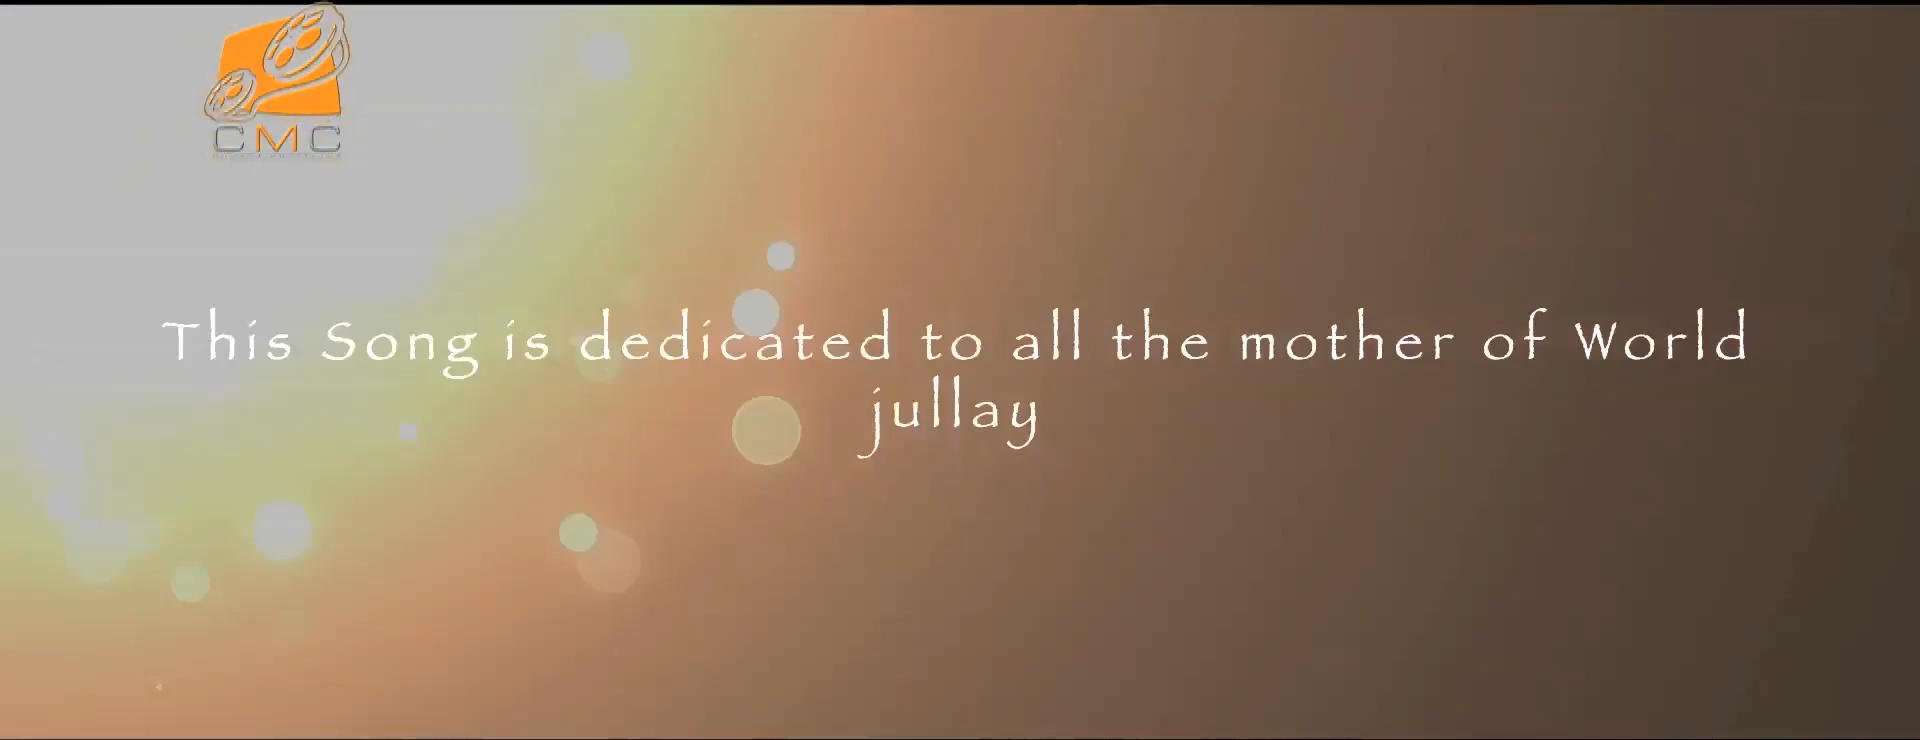 CMC
This Song is dedicated to all the mother of World
jullay